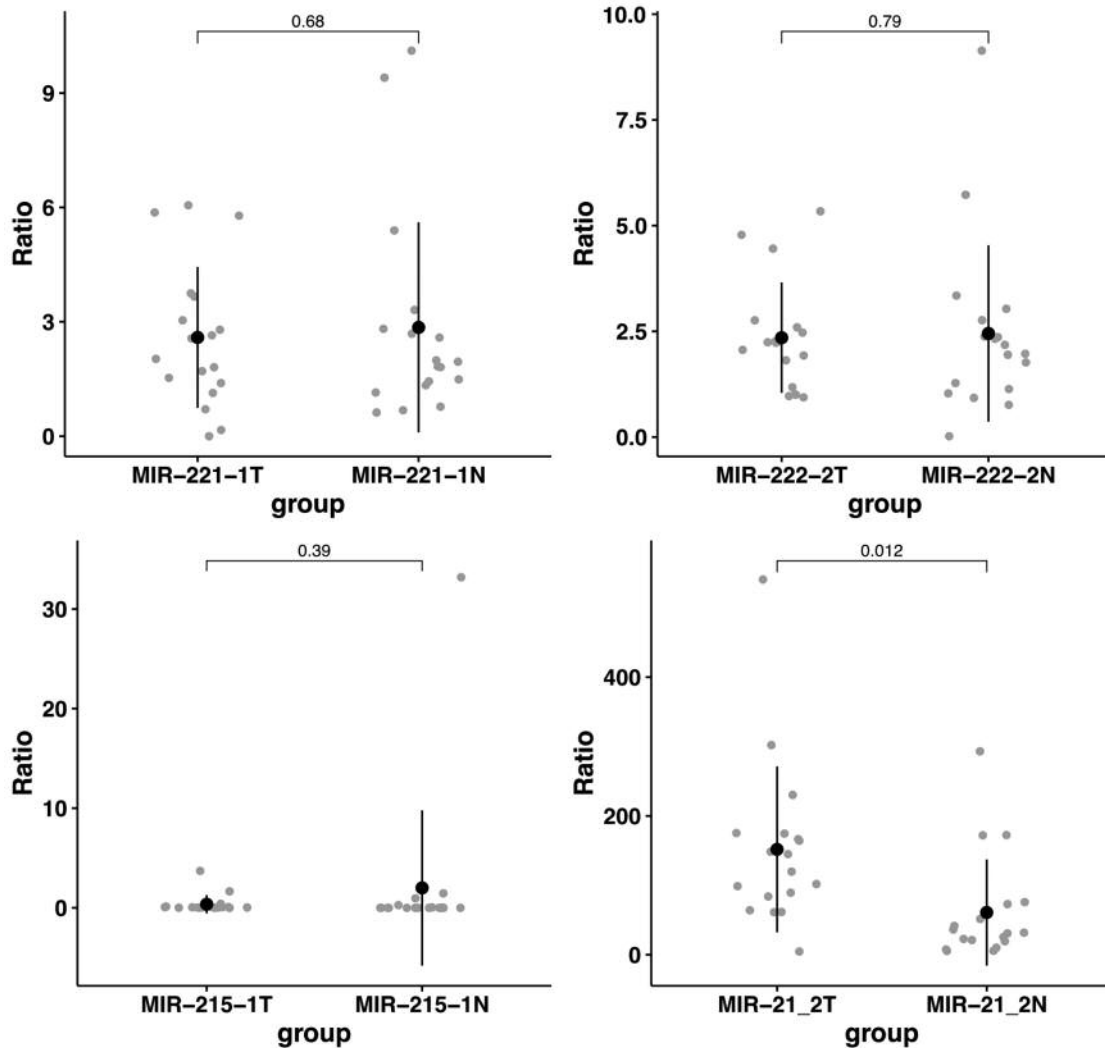 0.68
9
6
3
0
Ratio
MIR−221−1T MIR−221−1N
group
0.79
10.0
7.5
5.0
2.5
0.0
Ratio
MIR−222−2T MIR−222−2N
group
0.39
30
20
10
0
Ratio
MIR−215−1T MIR−215−1N
group
0.012
400
200
0
Ratio
MIR−21_2T MIR−21_2N
group